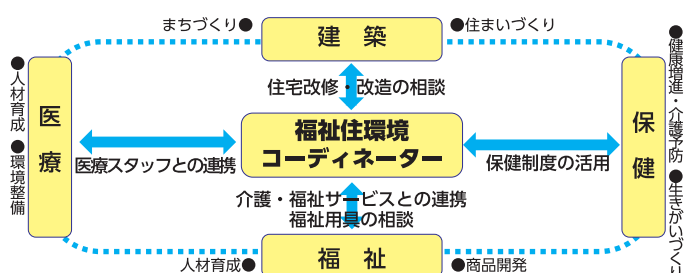 まちづくり●
建築
●住まいづくり
●人材育成 ●環境整備
医療
住宅改修・改造の相談
福祉住環境
コーディネーター
医療スタッフとの連携
保健制度の活用
保健
●健康増進・介護予防 ●生きがいづくり
介護・福祉サービスとの連携
福祉用具の相談
人材育成●
福祉
●商品開発